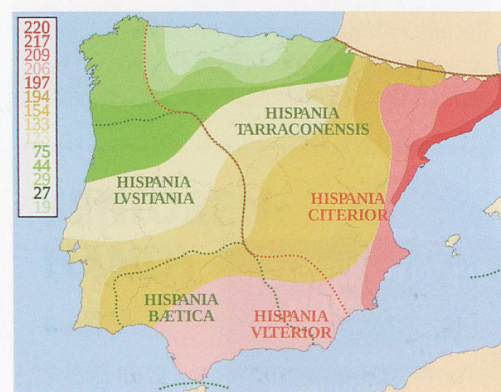 220
217
209
206
197
194
154
133
75
44
29
27
19
HISPANIA
TARRACONENSIS
HISPANIA
LVSITANIA
HISPANIA
CITERIOR
HISPANIA
BÆTICA
HISPANIA
VLTERIOR